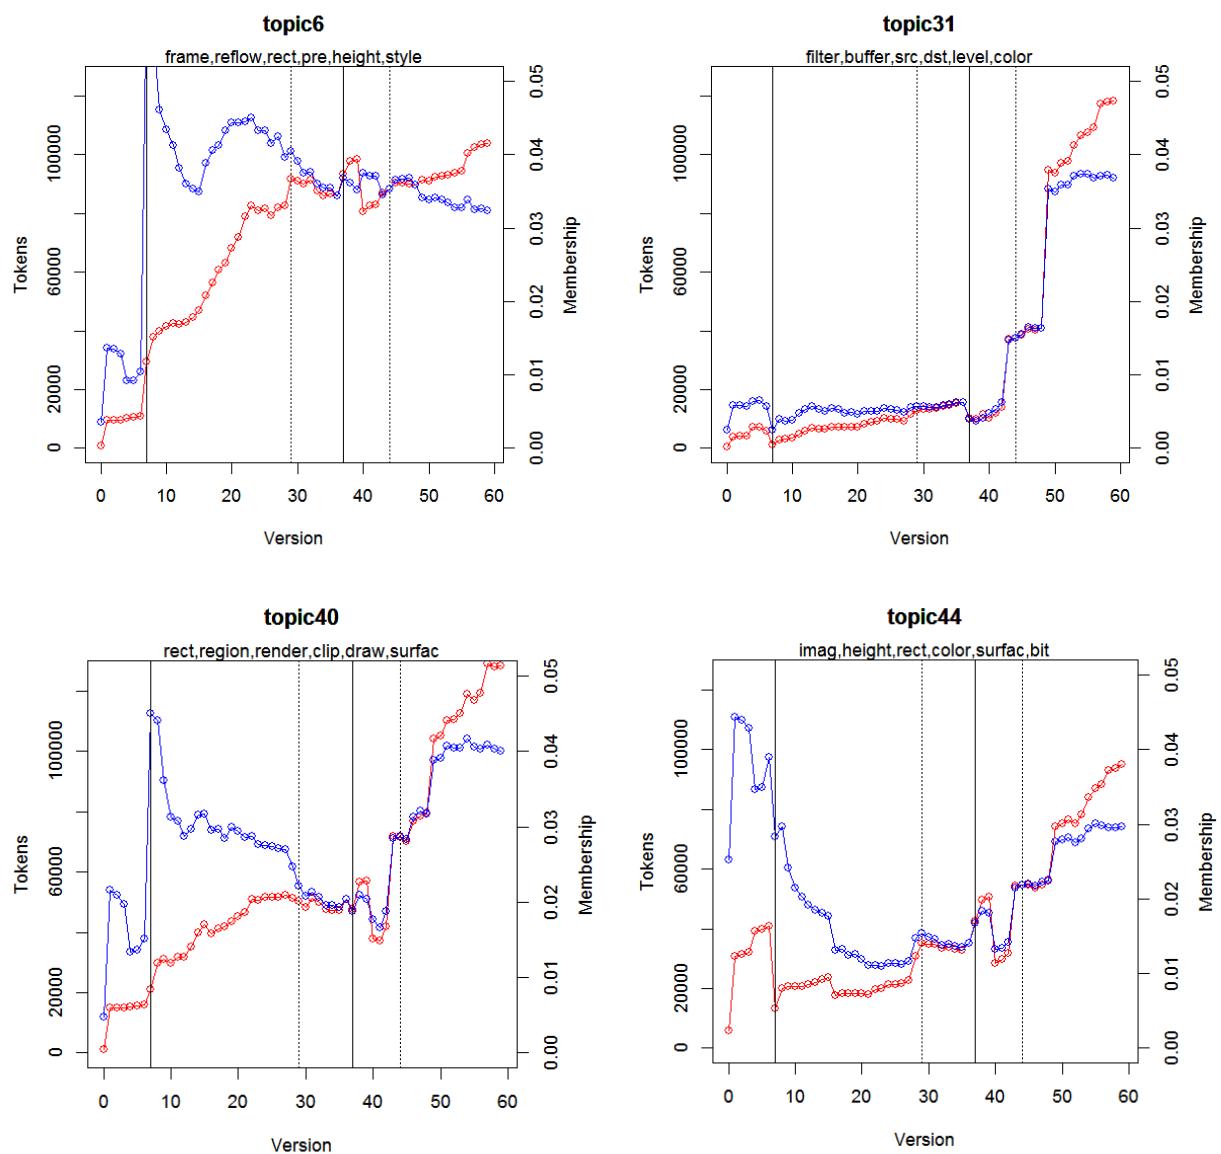 topic6
frame,reflow,rect,pre,height,style
Tokens
0 20000 60000 100000
0.00 0.01 0.02 0.03 0.04 0.05
Membership
0 10 20 30 40 50 60
Version
topic31
filter,buffer,src,dst,level,color
Tokens
0 20000 60000 100000
0.00 0.01 0.02 0.03 0.04 0.05
Membership
0 10 20 30 40 50 60
Version
topic40
rect,region,render,clip,draw,surfac
Tokens
0 20000 60000 100000
0.00 0.01 0.02 0.03 0.04 0.05
Membership
0 10 20 30 40 50 60
Version
topic44
imag,height,rect,color,surfac,bit
Tokens
0 20000 60000 100000
0.00 0.01 0.02 0.03 0.04 0.05
Membership
0 10 20 30 40 50 60
Version